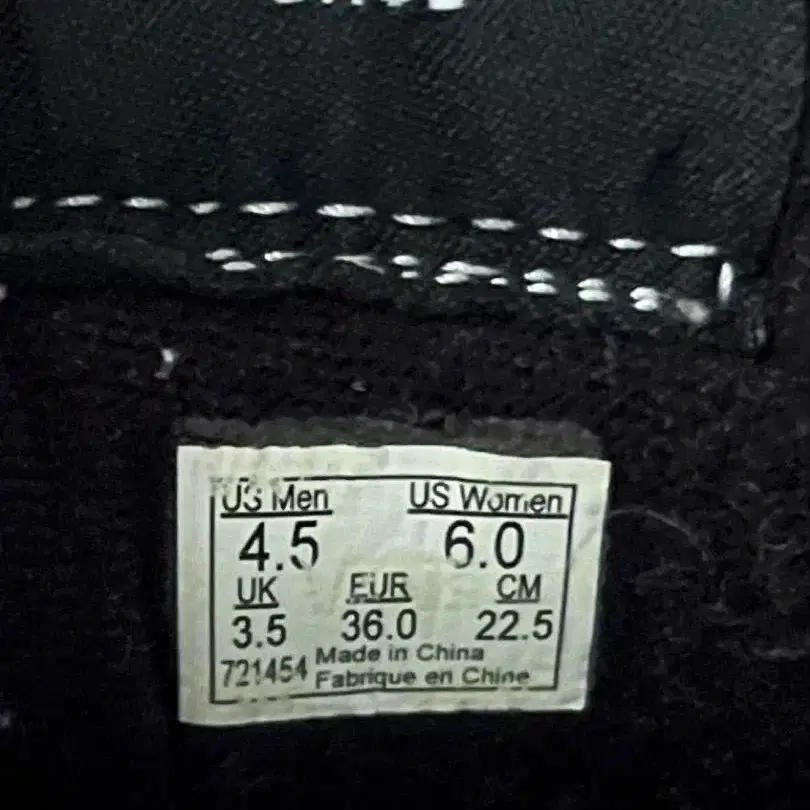 US Men US Women
4.5 6.0
UK EUR CM
3.5 36.0 22.5
721454 Made in China
Fabrique en Chine